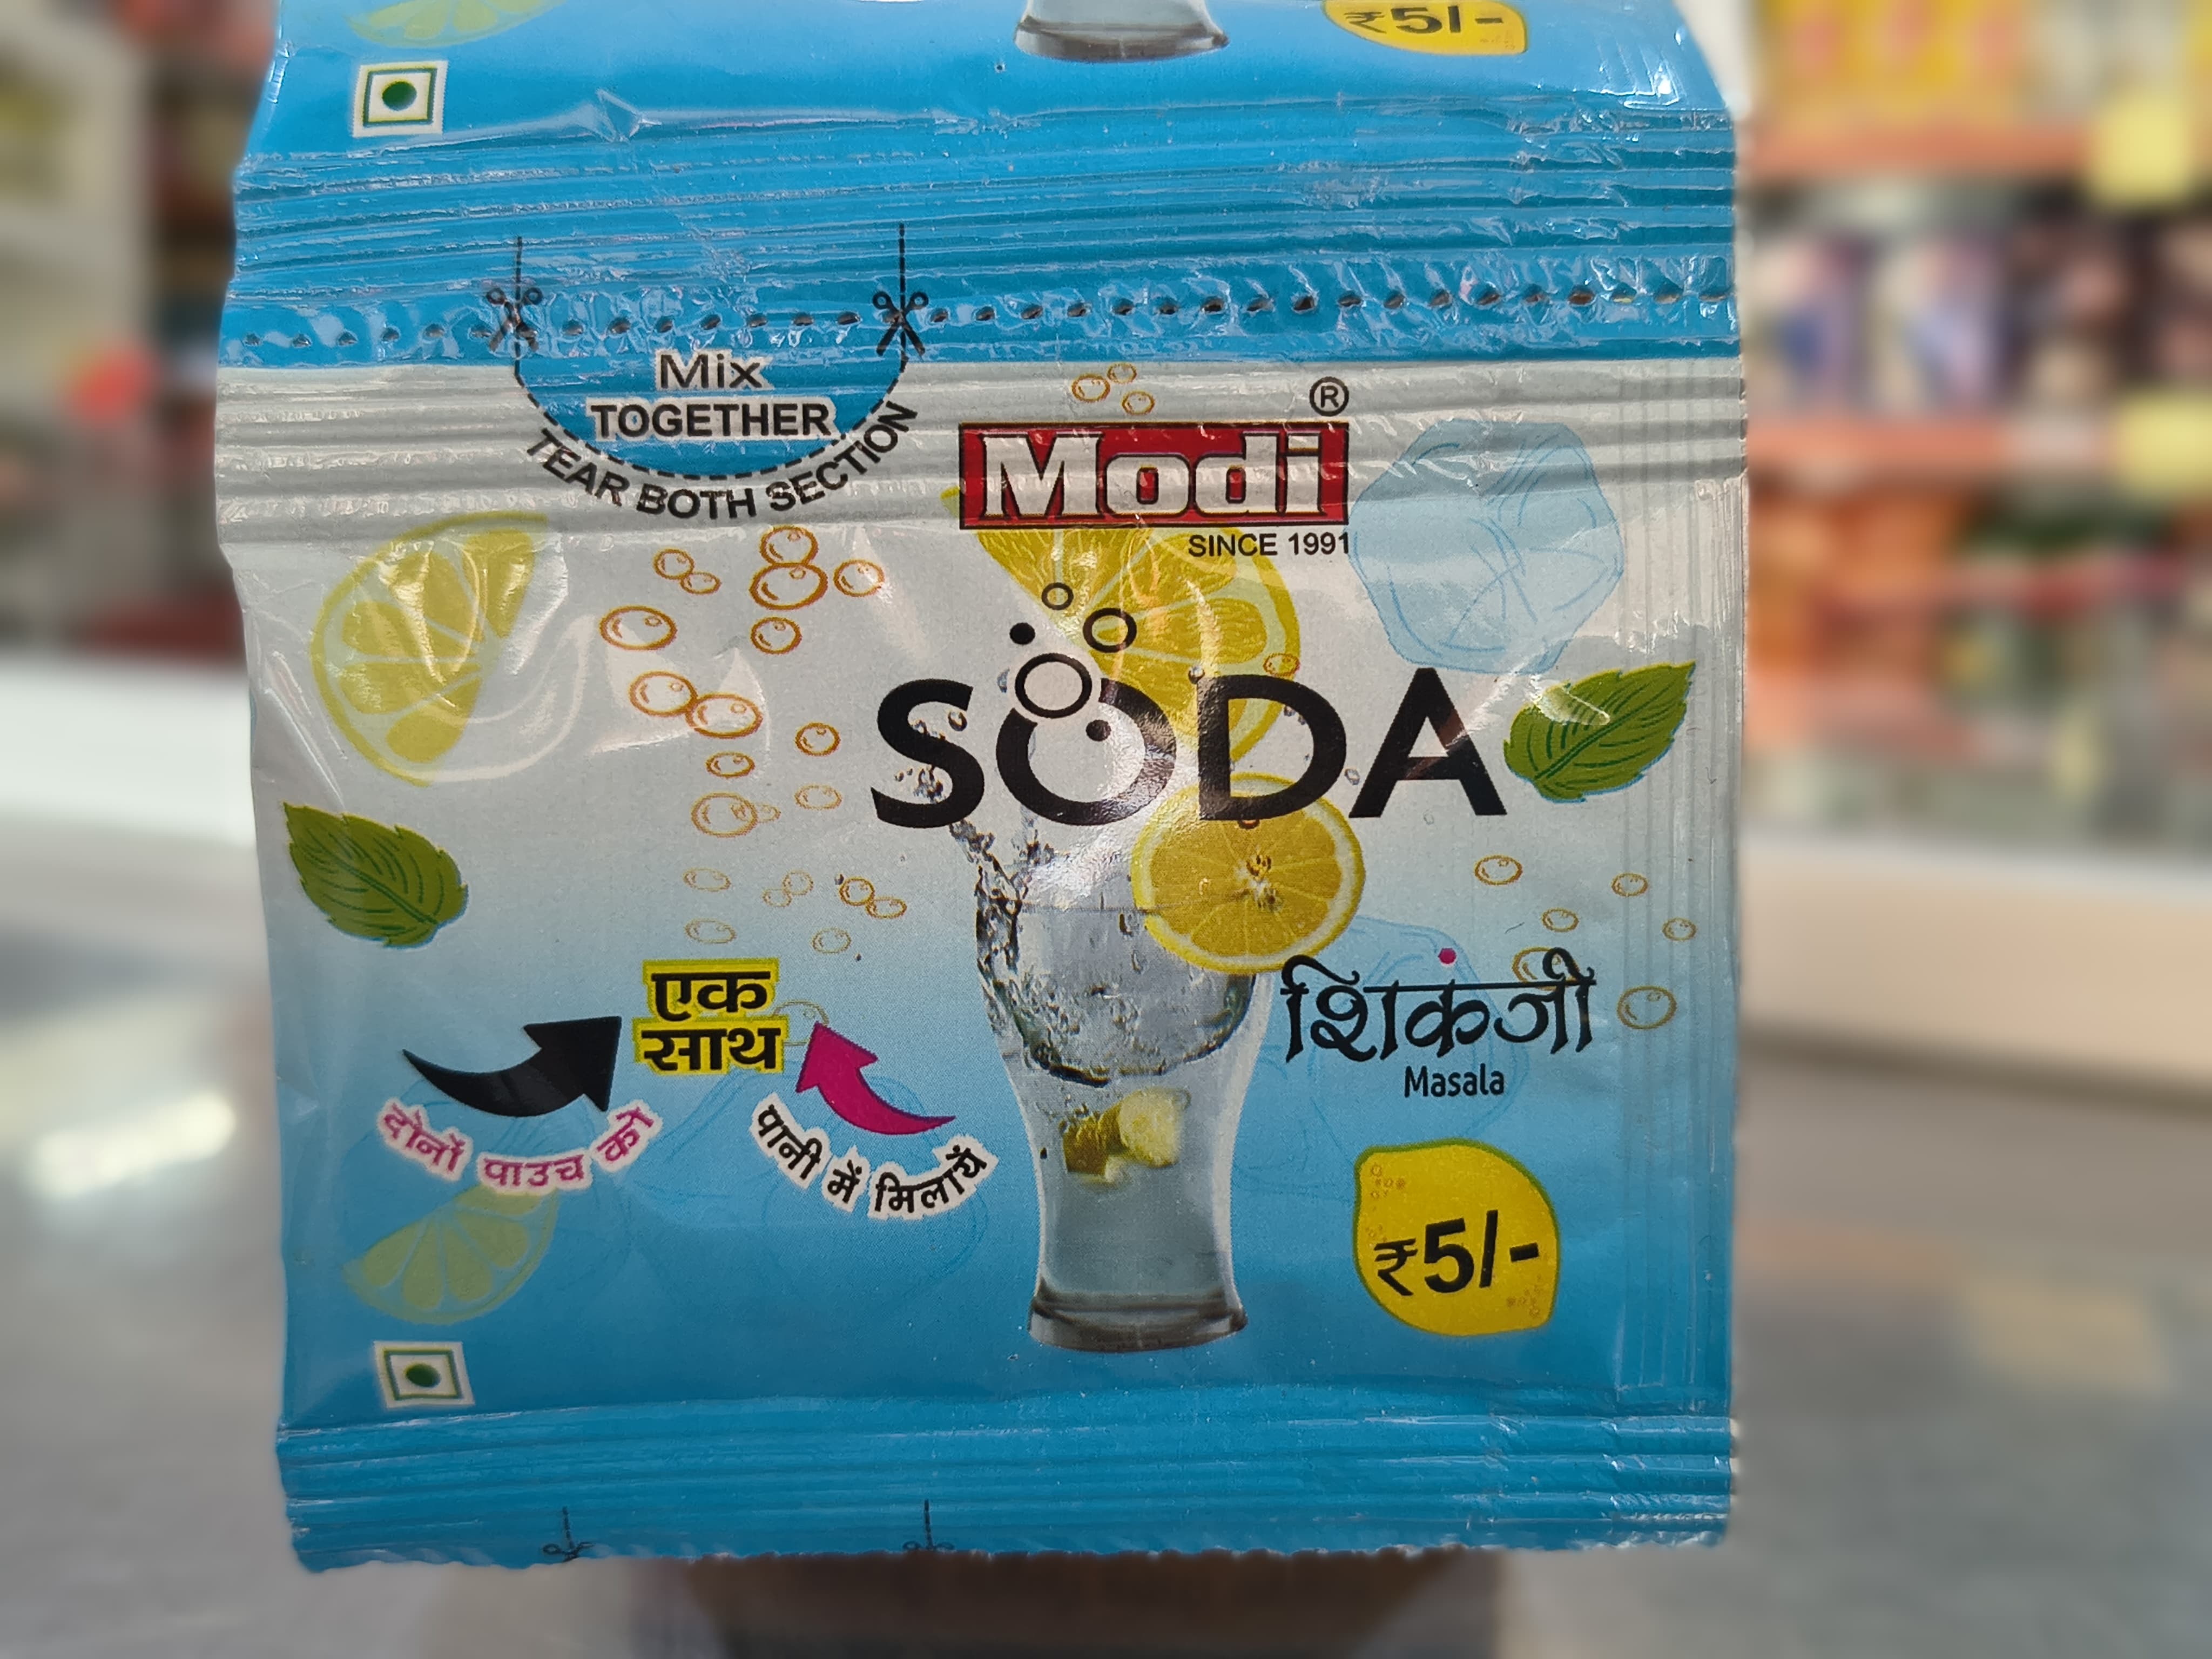 ₹5/-
Mix
TOGETHER
TEAR BOTH SECTION
®
Modi
SINCE 1991
SODA
एक
साथ
दोनों पाउच को
पानी में मिलायें
शिकंजी
Masala
₹5/-